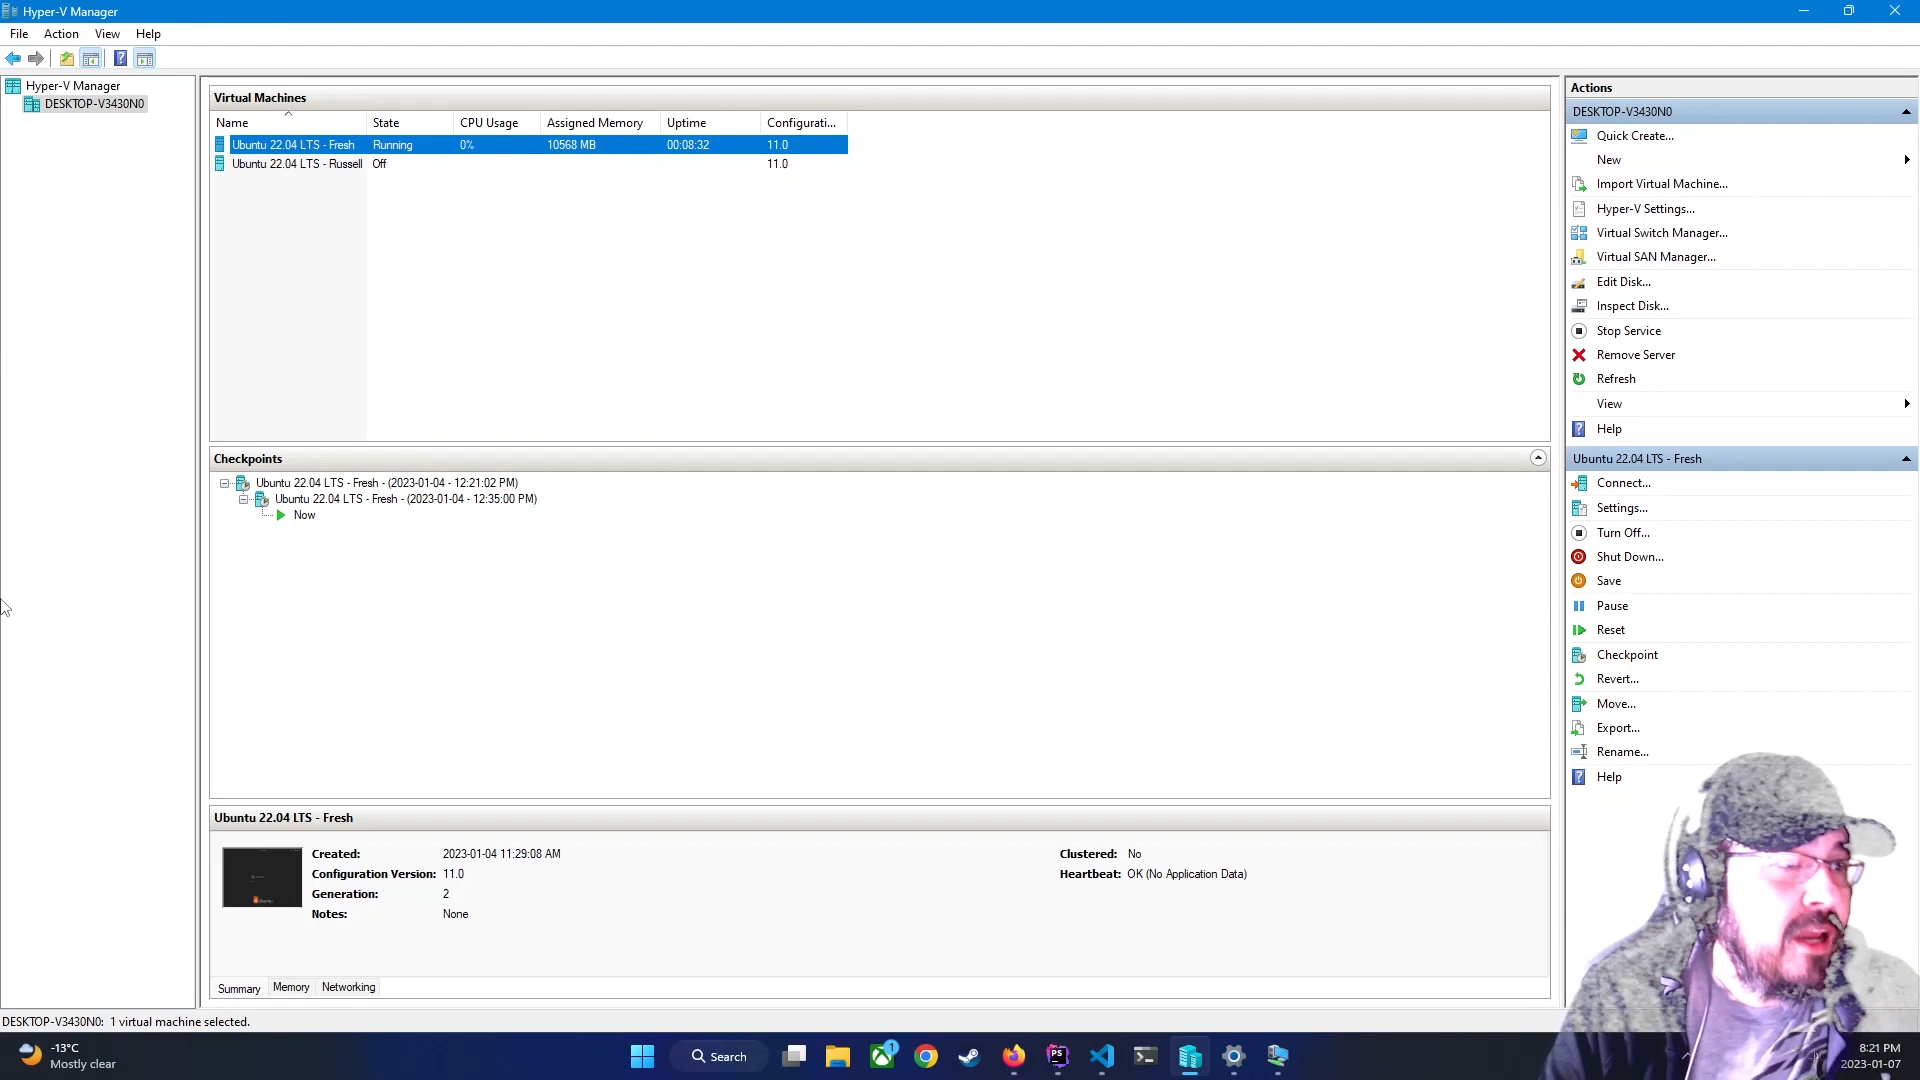 Hyper-V Manager
File Action View Help
Hyper-V Manager
DESKTOP-V3430N0
Virtual Machines
Name State CPU Usage Assigned Memory Uptime Configurati...
Ubuntu 22.04 LTS - Fresh Running 0% 10568 MB 00:08:32 11.0
Ubuntu 22.04 LTS - Russell Off 11.0
Checkpoints
Ubuntu 22.04 LTS - Fresh - (2023-01-04 - 12:21:02 PM)
Ubuntu 22.04 LTS - Fresh - (2023-01-04 - 12:35:00 PM)
Now
Ubuntu 22.04 LTS - Fresh
Created: 2023-01-04 11:29:08 AM
Configuration Version: 11.0
Generation: 2
Notes: None
Clustered: No
Heartbeat: OK (No Application Data)
Summary Memory Networking
Actions
DESKTOP-V3430N0
Quick Create...
New
Import Virtual Machine...
Hyper-V Settings...
Virtual Switch Manager...
Virtual SAN Manager...
Edit Disk...
Inspect Disk...
Stop Service
Remove Server
Refresh
View
Help
Ubuntu 22.04 LTS - Fresh
Connect...
Settings...
Turn Off...
Shut Down...
Save
Pause
Reset
Checkpoint
Revert...
Move...
Export...
Rename...
Help
DESKTOP-V3430N0: 1 virtual machine selected.
-13°C
Mostly clear
Search
1
PS
8:21 PM
2023-01-07